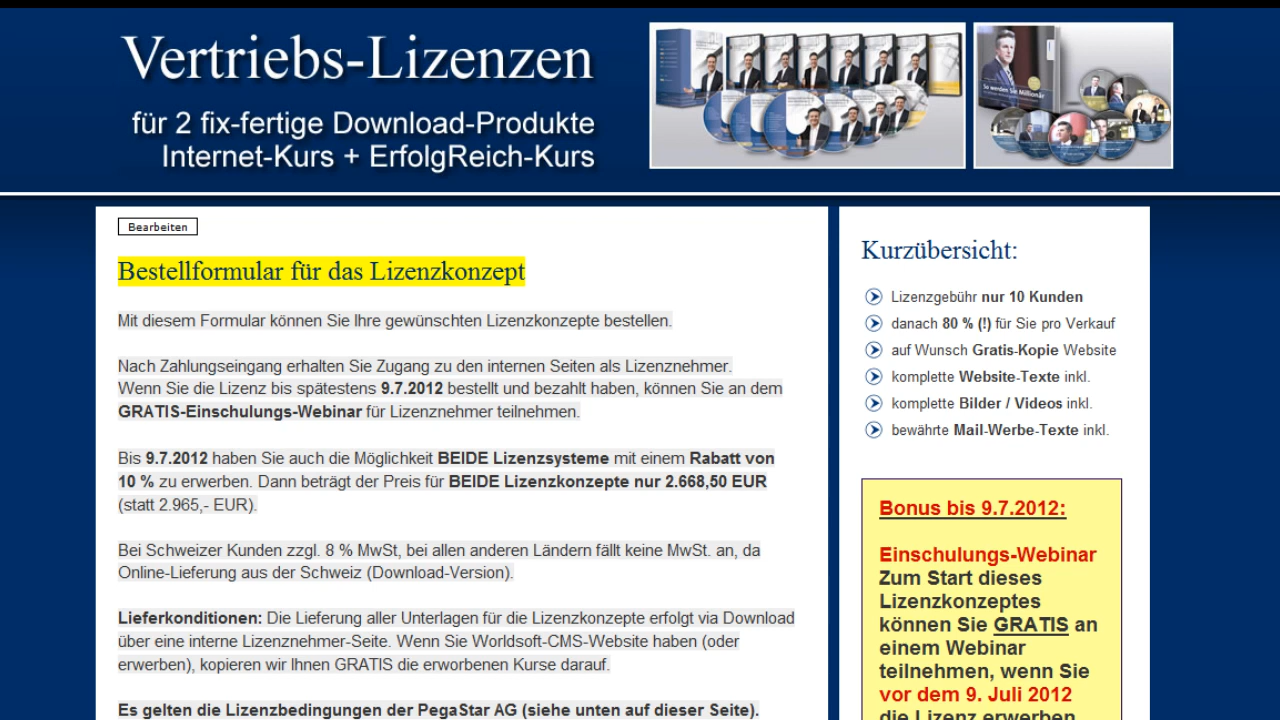 Vertriebs-Lizenzen
für 2 fix-fertige Download-Produkte
Internet-Kurs + ErfolgReich-Kurs
So werden Sie Millionär
Bearbeiten
Bestellformular für das Lizenzkonzept
Mit diesem Formular können Sie Ihre gewünschten Lizenzkonzepte bestellen.
Nach Zahlungseingang erhalten Sie Zugang zu den internen Seiten als Lizenznehmer.
Wenn Sie die Lizenz bis spätestens 9.7.2012 bestellt und bezahlt haben, können Sie an dem
GRATIS-Einschulungs-Webinar für Lizenznehmer teilnehmen.
Bis 9.7.2012 haben Sie auch die Möglichkeit BEIDE Lizenzsysteme mit einem Rabatt von
10 % zu erwerben. Dann beträgt der Preis für BEIDE Lizenzkonzepte nur 2.668,50 EUR
(statt 2.965,- EUR).
Bei Schweizer Kunden zzgl. 8 % MwSt, bei allen anderen Ländern fällt keine MwSt. an, da
Online-Lieferung aus der Schweiz (Download-Version).
Lieferkonditionen: Die Lieferung aller Unterlagen für die Lizenzkonzepte erfolgt via Download
über eine interne Lizenznehmer-Seite. Wenn Sie Worldsoft-CMS-Website haben (oder
erwerben), kopieren wir Ihnen GRATIS die erworbenen Kurse darauf.
Es gelten die Lizenzbedingungen der PegaStar AG (siehe unten auf dieser Seite).
Kurzübersicht:
Lizenzgebühr nur 10 Kunden
danach 80 % (!) für Sie pro Verkauf
auf Wunsch Gratis-Kopie Website
komplette Website-Texte inkl.
komplette Bilder / Videos inkl.
bewährte Mail-Werbe-Texte inkl.
Bonus bis 9.7.2012:
Einschulungs-Webinar
Zum Start dieses
Lizenzkonzeptes
können Sie GRATIS an
einem Webinar
teilnehmen, wenn Sie
vor dem 9. Juli 2012
die Lizenz erwerben